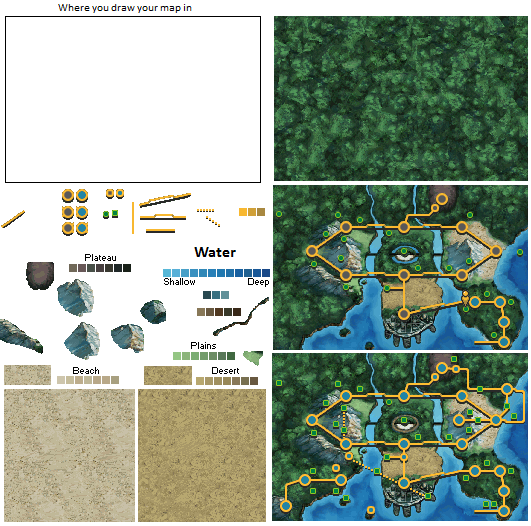 Where you draw your map in
Water
Plateau
Shallow Deep
Plains
Beach Desert